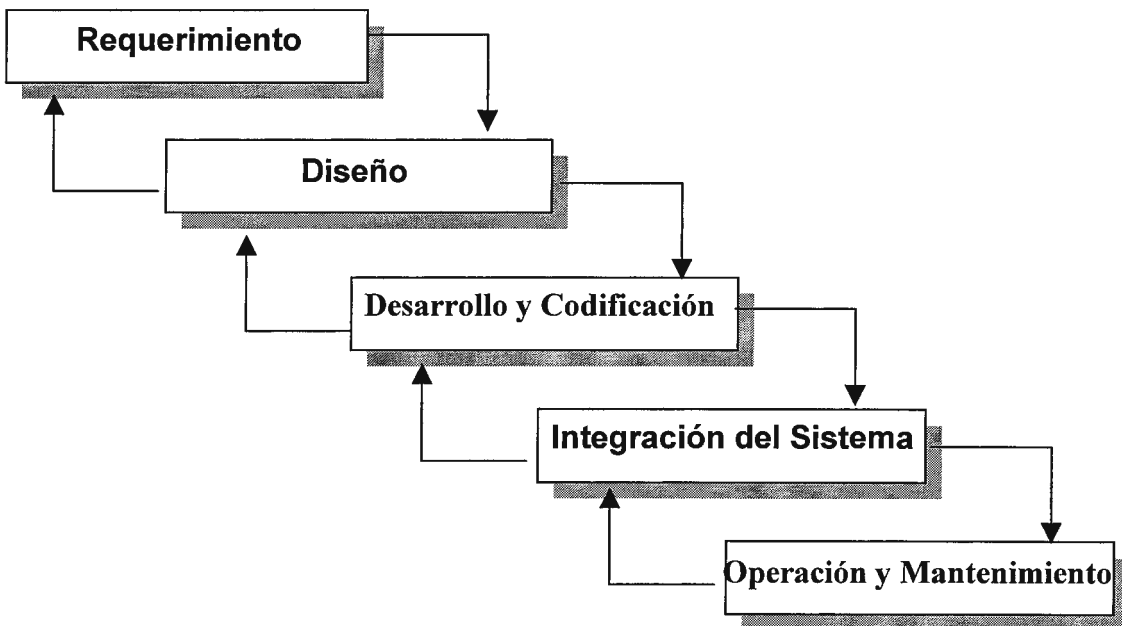 Requerimiento
Diseño
Desarrollo y Codificación
Integración del Sistema
Operación y Mantenimiento